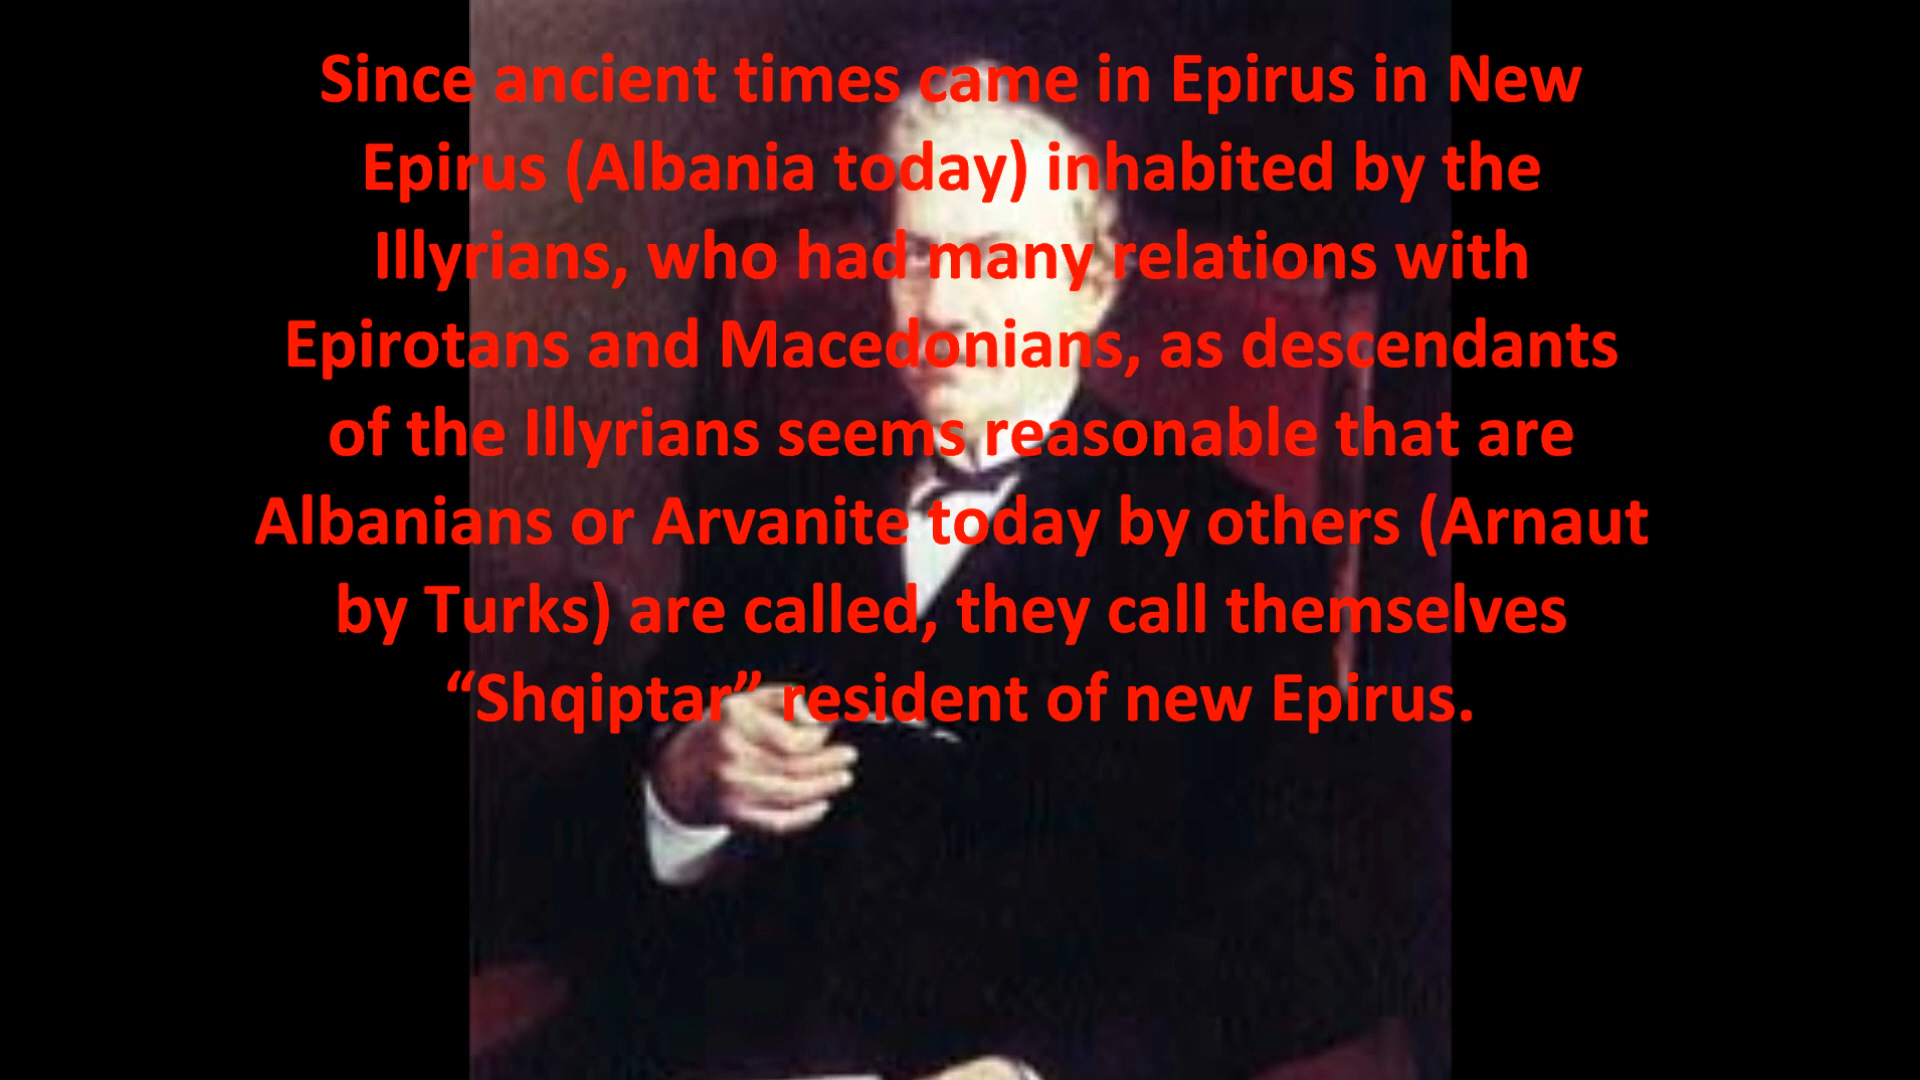 Since ancient times came in Epirus in New
Epirus (Albania today) inhabited by the
Illyrians, who had many relations with
Epirotans and Macedonians, as descendants
of the Illyrians seems reasonable that are
Albanians or Arvanite today by others (Arnaut
by Turks) are called, they call themselves
“Shqiptar” resident of new Epirus.